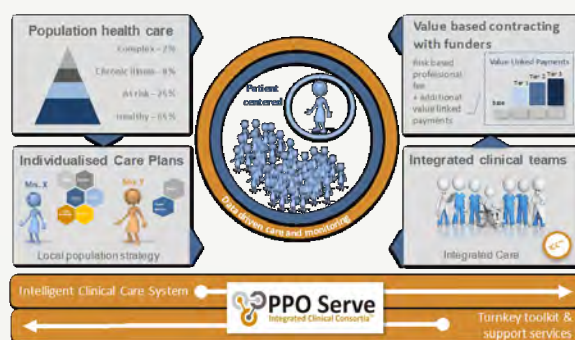 Population health care
Complex – 2%
Chronic illness – 8%
At risk – 25%
Healthy – 65%
Patient
centered
Value based contracting
with funders
Risk based
professional
fee
+ additional
value linked
payments
Value Linked Payments
Tier 1
Tier 2
Tier 3
Base
Individualised Care Plans
Mrs. X
Mrs. Y
Local population strategy
Data driven care and monitoring
Integrated clinical teams
Integrated Care
Intelligent Clinical Care System
PPO Serve
Integrated Clinical Consortia™
Turnkey toolkit &
support services